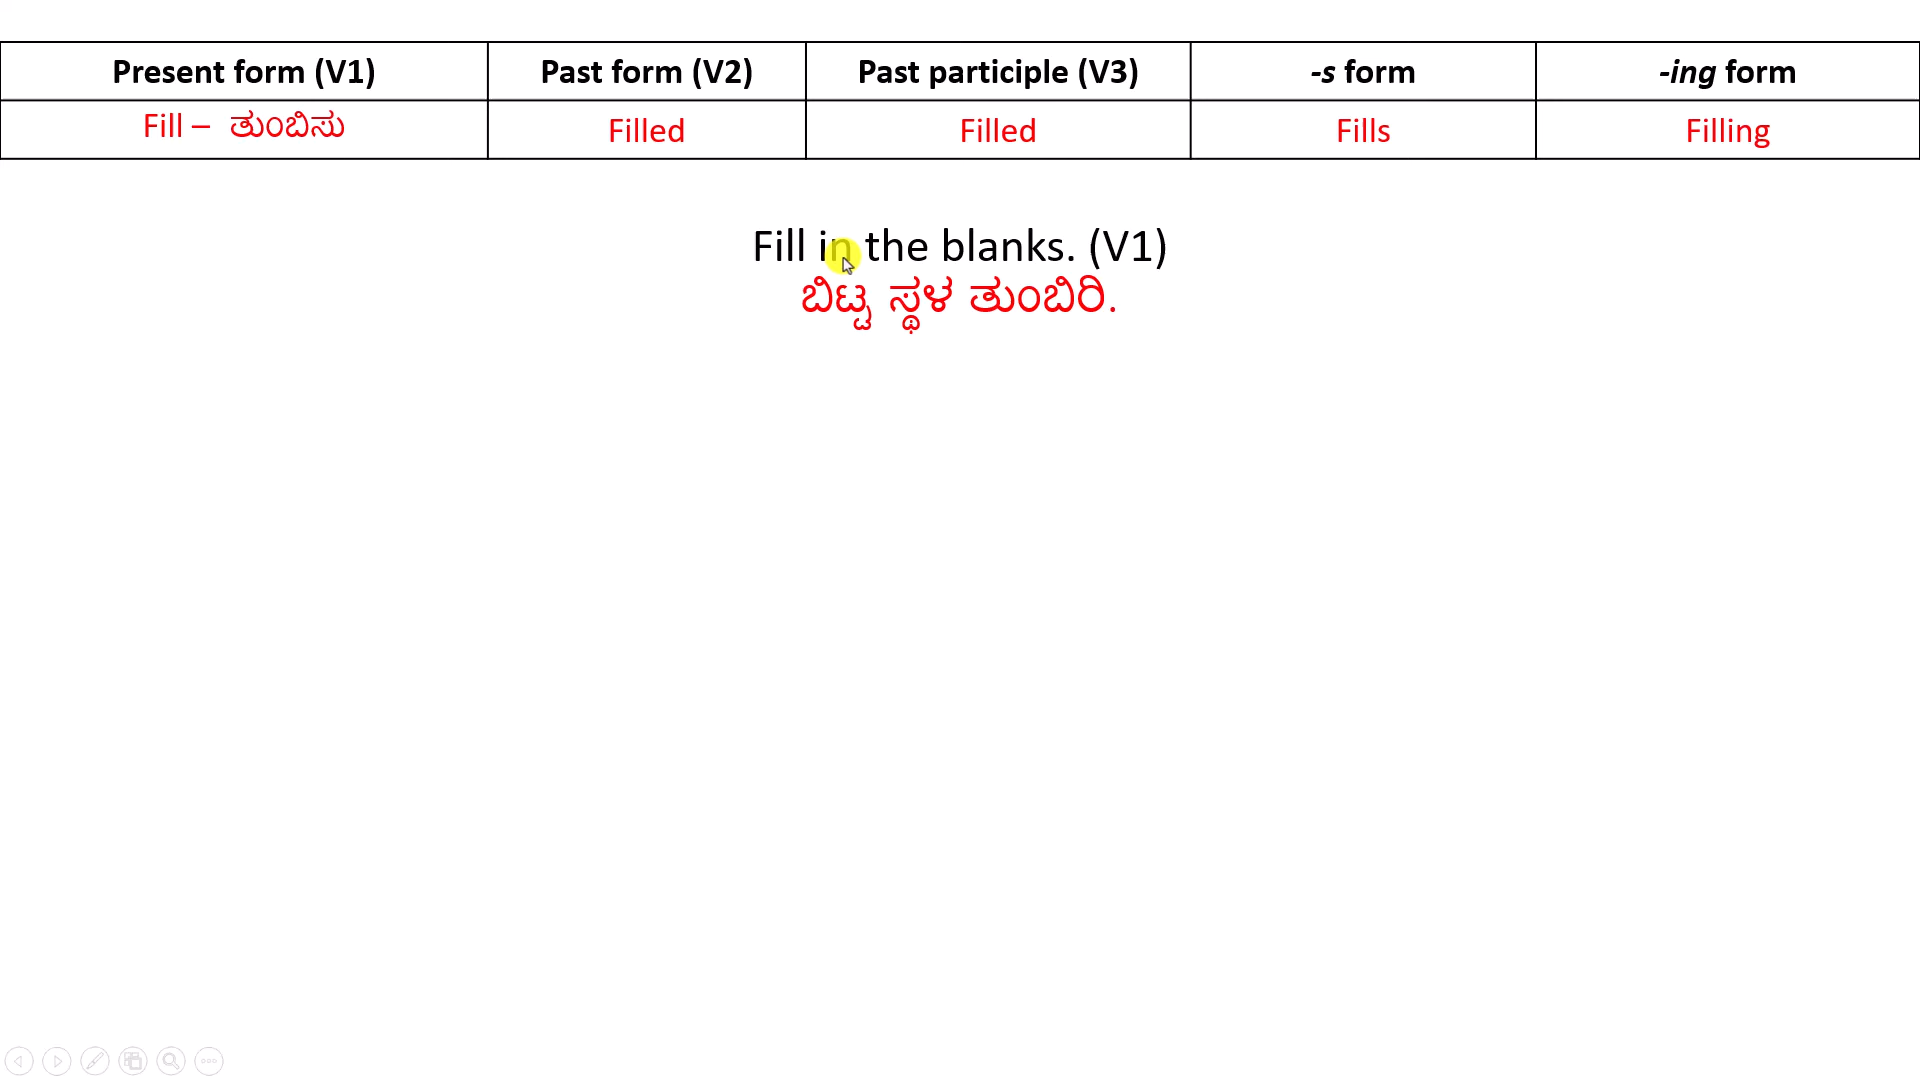 Present form (V1) Past form (V2) Past participle (V3) -s form -ing form
Fill – ತುಂಬಿಸು Filled Filled Fills Filling
Fill in the blanks. (V1)
ಬಿಟ್ಟ ಸ್ಥಳ ತುಂಬಿರಿ.